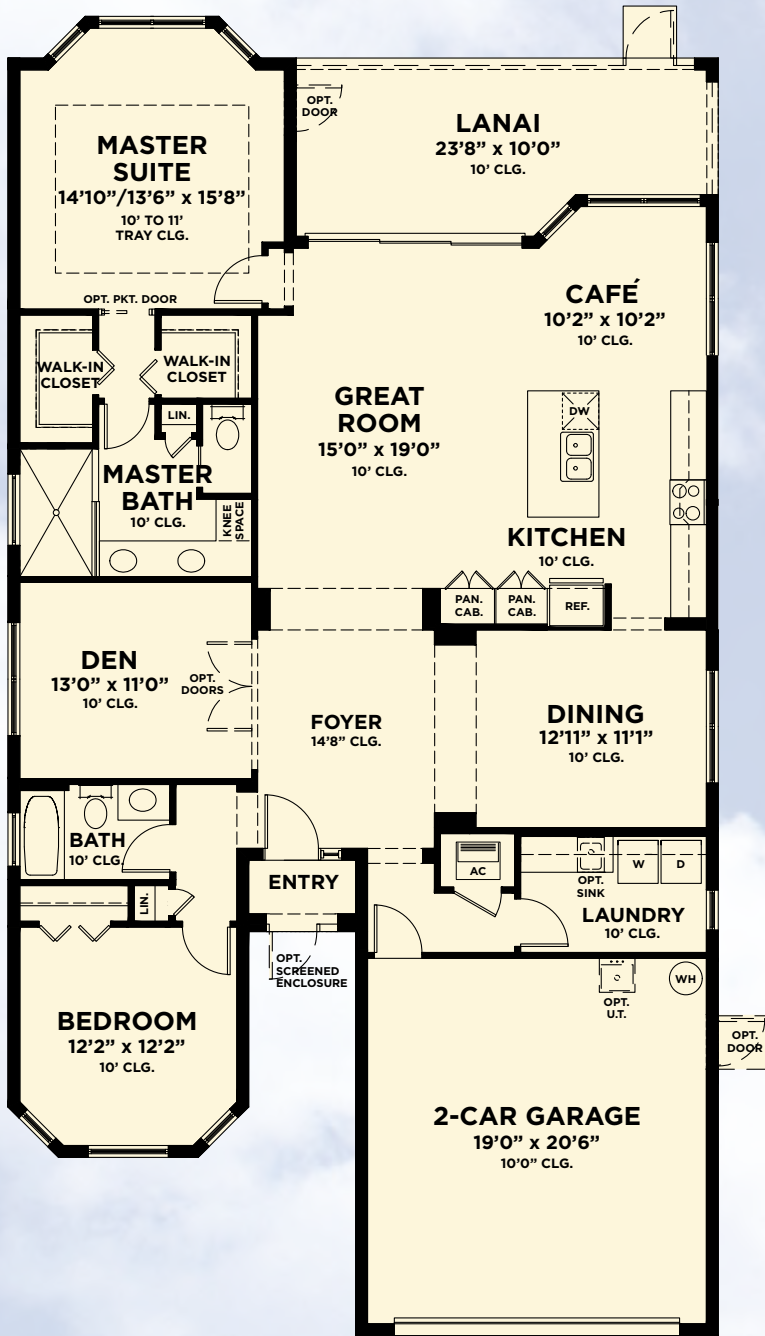 OPT.
DOOR
LANAI
23'8" x 10'0"
10' CLG.
MASTER
SUITE
14'10"/13'6" x 15'8"
10' TO 11'
TRAY CLG.
OPT. PKT. DOOR
CAFÉ
10'2" x 10'2"
10' CLG.
WALK-IN
CLOSET
WALK-IN
CLOSET
GREAT
ROOM
15'0" x 19'0"
10' CLG.
DW
LIN.
MASTER
BATH
10' CLG.
KNEE
SPACE
KITCHEN
10' CLG.
PAN.
CAB.
PAN.
CAB.
REF.
DEN
13'0" x 11'0"
10' CLG.
OPT.
DOORS
FOYER
14'8" CLG.
DINING
12'11" x 11'1"
10' CLG.
BATH
10' CLG.
LIN.
ENTRY
AC
OPT.
SINK
W
D
LAUNDRY
10' CLG.
OPT.
SCREENED
ENCLOSURE
OPT.
U.T.
WH
OPT.
DOOR
BEDROOM
12'2" x 12'2"
10' CLG.
2-CAR GARAGE
19'0" x 20'6"
10'0" CLG.